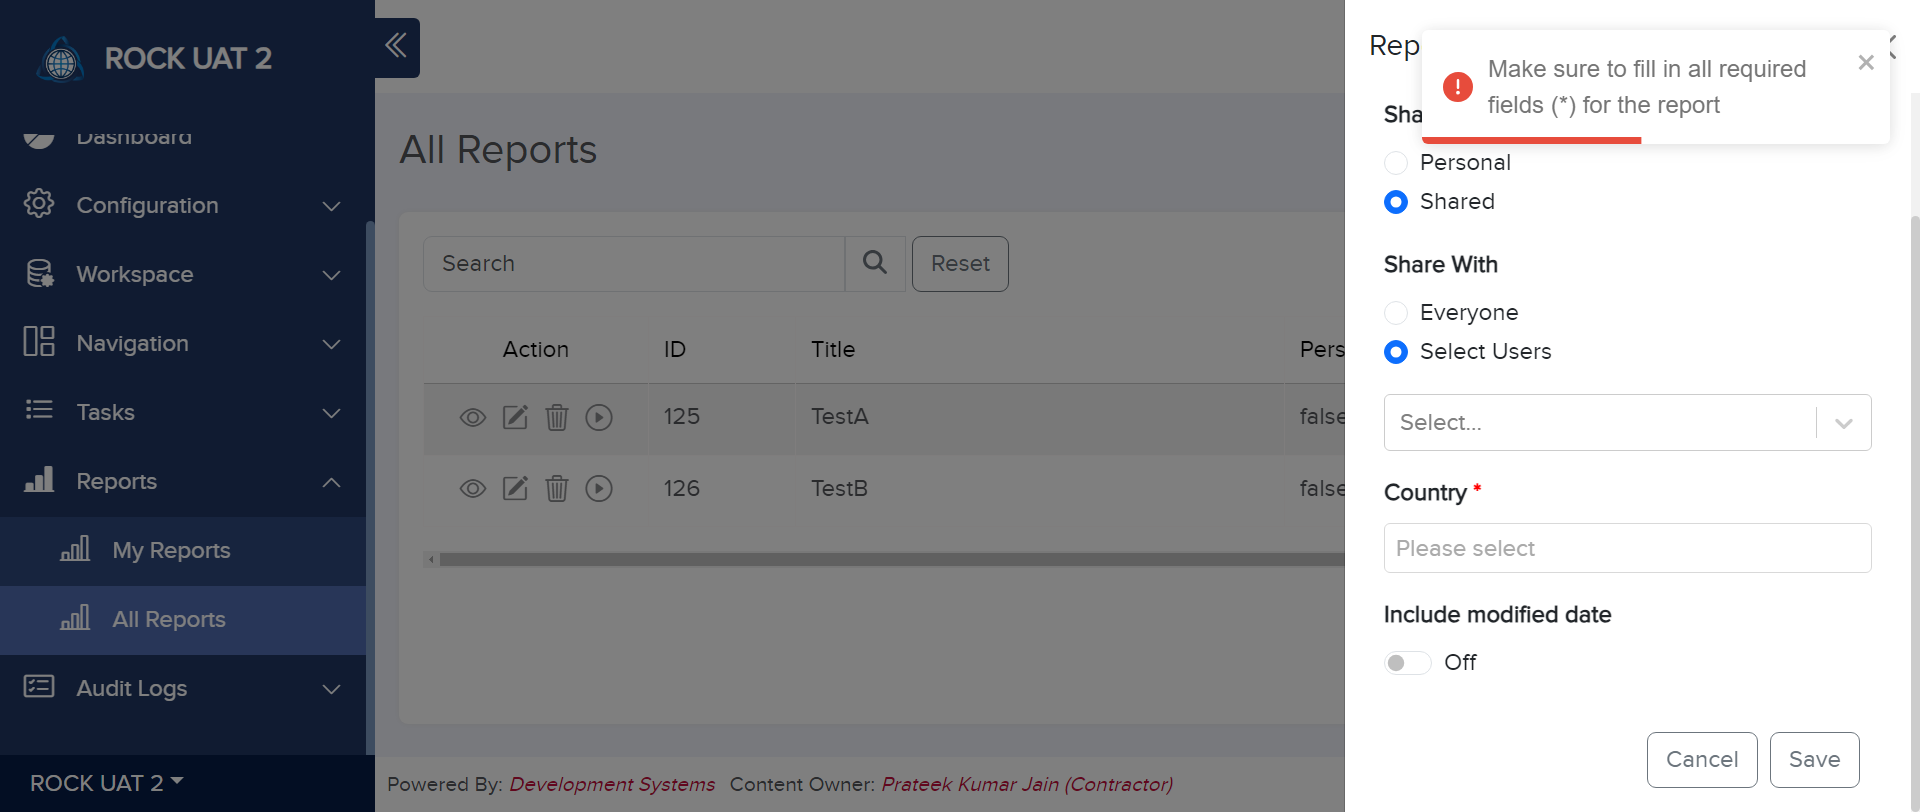 ROCK UAT 2
Dashboard
Configuration
Workspace
Navigation
Tasks
Reports
My Reports
All Reports
Audit Logs
ROCK UAT 2
All Reports
Search
Reset
Action ID Title Pers
125 TestA false
126 TestB false
Powered By: Development Systems Content Owner: Prateek Kumar Jain (Contractor)
Rep
Make sure to fill in all required
fields (*) for the report
Sha
Personal
Shared
Share With
Everyone
Select Users
Select...
Country *
Please select
Include modified date
Off
Cancel Save